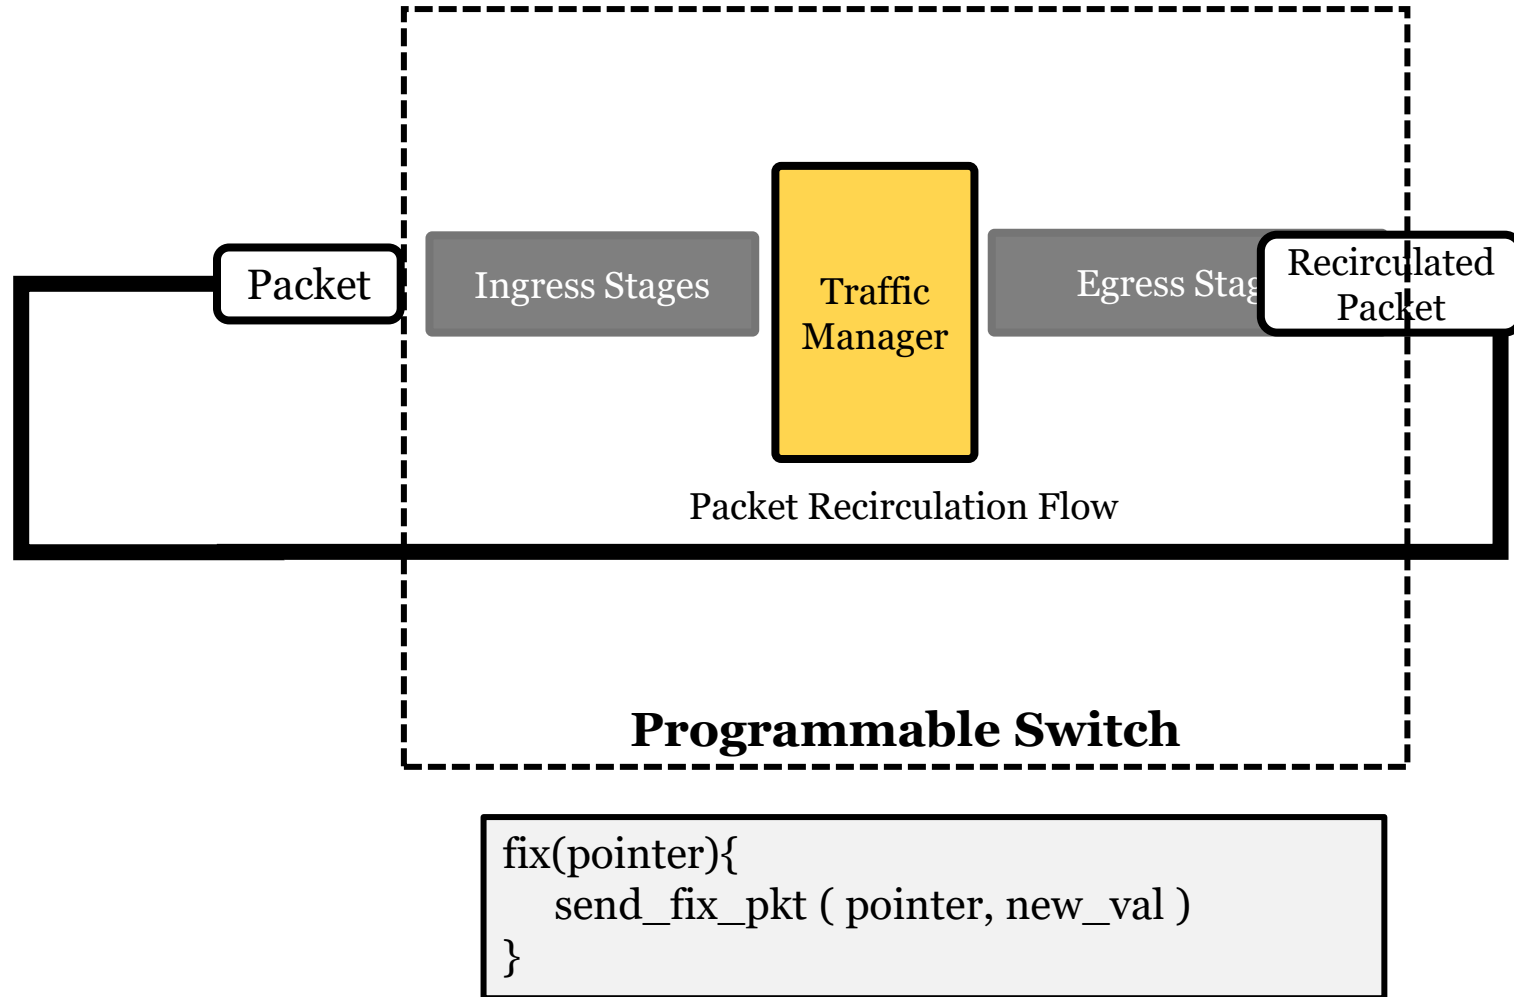 Packet
Ingress Stages
Traffic
Manager
Egress Stag
Recirculated
Packet
Packet Recirculation Flow
Programmable Switch
fix(pointer){
send_fix_pkt ( pointer, new_val )
}